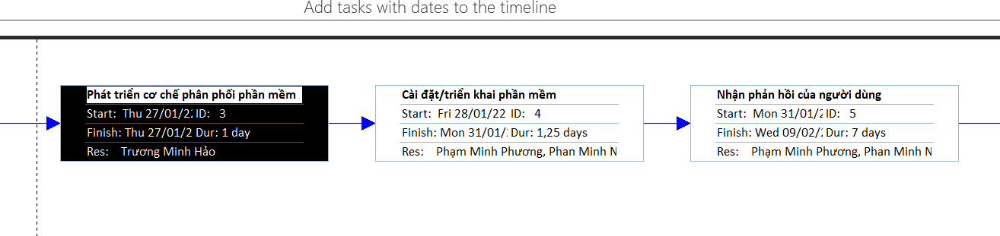 Add tasks with dates to the timeline
Phát triển cơ chế phân phối phần mềm
Start: Thu 27/01/2 ID: 3
Finish: Thu 27/01/2 Dur: 1 day
Res: Trương Minh Hảo
Cài đặt/triển khai phần mềm
Start: Fri 28/01/22 ID: 4
Finish: Mon 31/01/ Dur: 1,25 days
Res: Phạm Minh Phương, Phan Minh N
Nhận phản hồi của người dùng
Start: Mon 31/01/ ID: 5
Finish: Wed 09/02/ Dur: 7 days
Res: Phạm Minh Phương, Phan Minh N